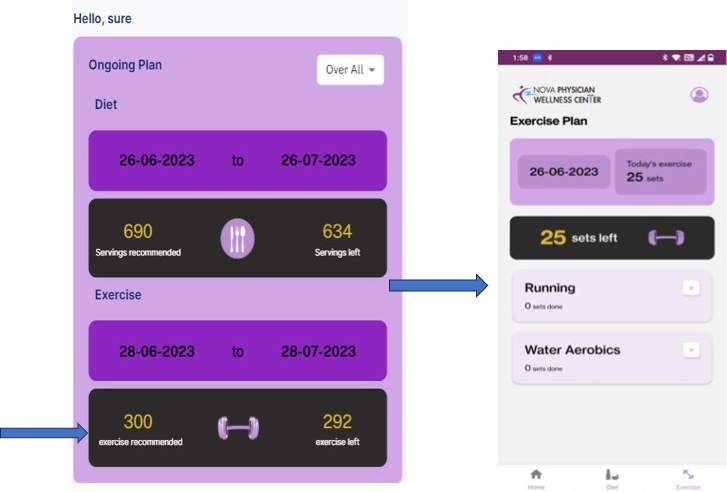 Hello, sure
Ongoing Plan
Over All
Diet
26-06-2023 to 26-07-2023
690
Servings recommended
634
Servings left
Exercise
28-06-2023 to 28-07-2023
300
exercise recommended
292
exercise left
1:58
NOVA PHYSICIAN
WELLNESS CENTER
Exercise Plan
26-06-2023
Today's exercise
25 sets
25 sets left
Running
0 sets done
Water Aerobics
0 sets done
Home
Diet
Exercise